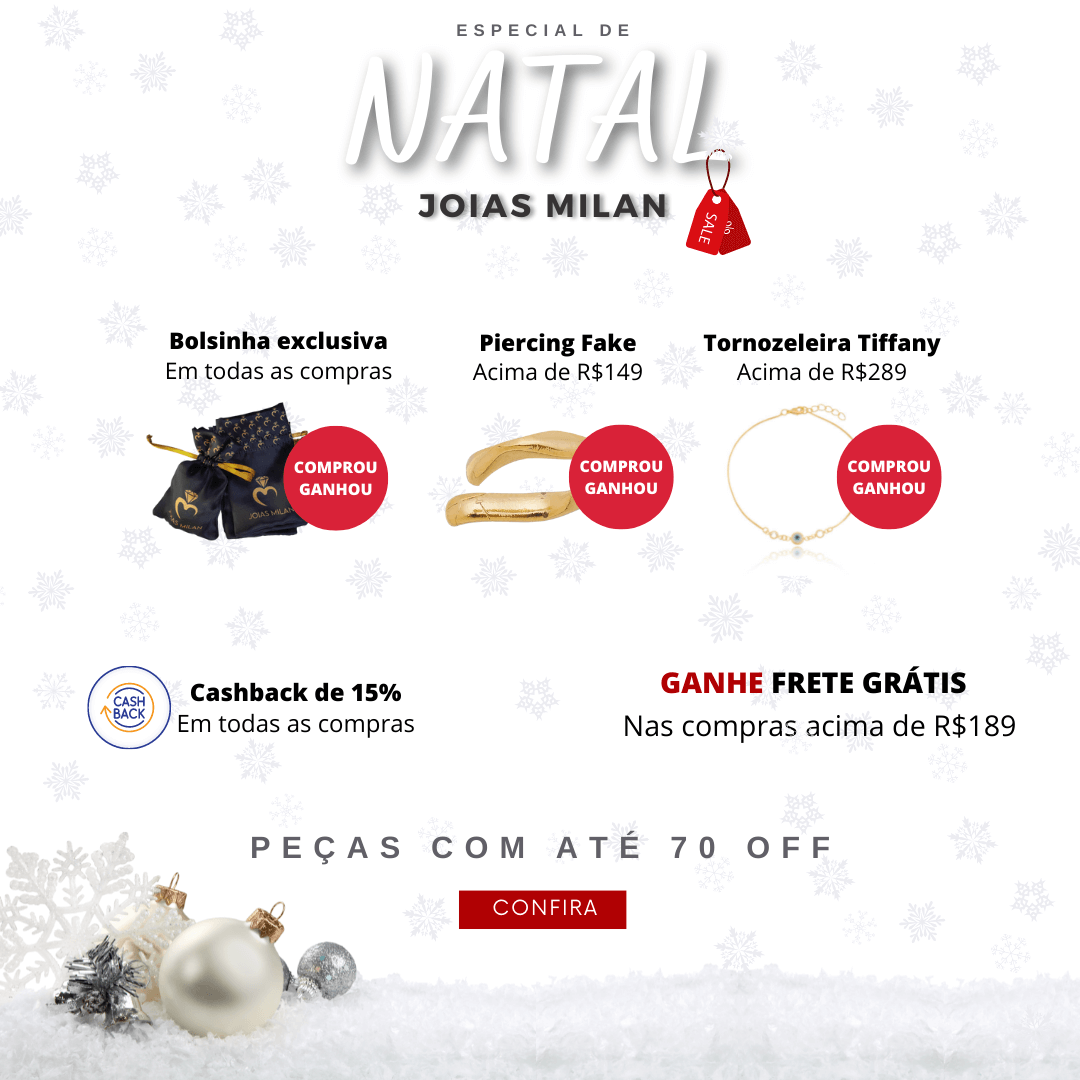 ESPECIAL DE
NATAL
JOIAS MILAN
SALE
%
Bolsinha exclusiva
Em todas as compras
Piercing Fake
Acima de R$149
Tornozeleira Tiffany
Acima de R$289
JOIAS MILAN
COMPROU
GANHOU
COMPROU
GANHOU
COMPROU
GANHOU
CASH
BACK
Cashback de 15%
Em todas as compras
GANHE FRETE GRÁTIS
Nas compras acima de R$189
PEÇAS COM ATÉ 70 OFF
CONFIRA